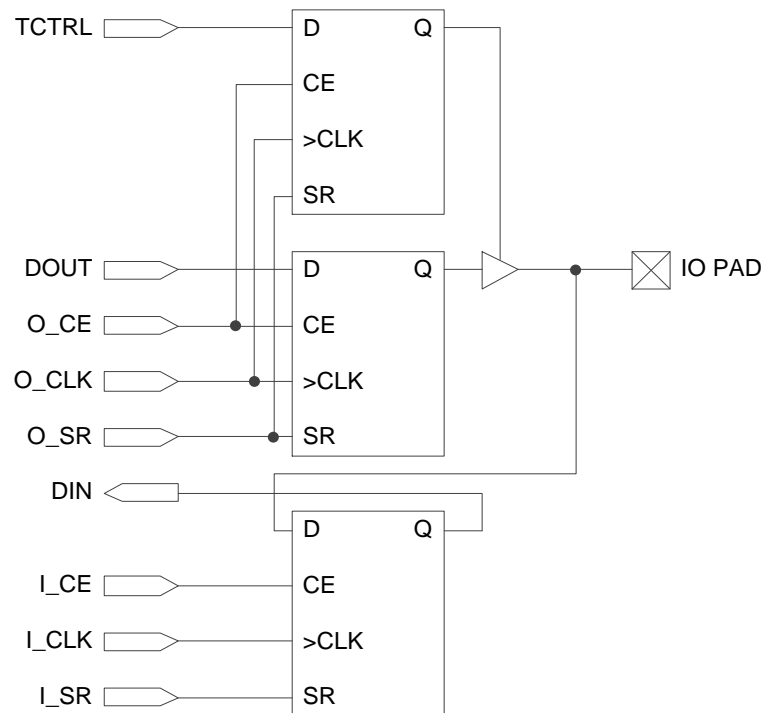 TCTRL
D Q
CE
>CLK
SR
DOUT
D Q
IO PAD
O_CE
CE
O_CLK
>CLK
O_SR
SR
DIN
D Q
I_CE
CE
I_CLK
>CLK
I_SR
SR